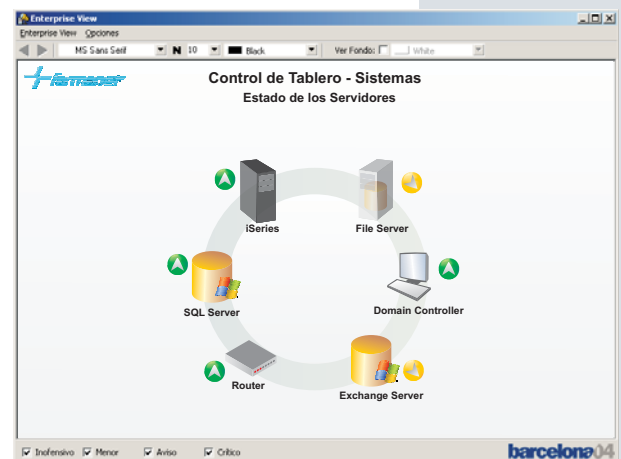 Enterprise View
Enterprise View Opciones
MS Sans Serif N 10 Black Ver Fondo: White
Control de Tablero - Sistemas
Estado de los Servidores
iSeries
File Server
SQL Server
Domain Controller
Router
Exchange Server
Inofensivo Menor Aviso Crítico
barcelona04